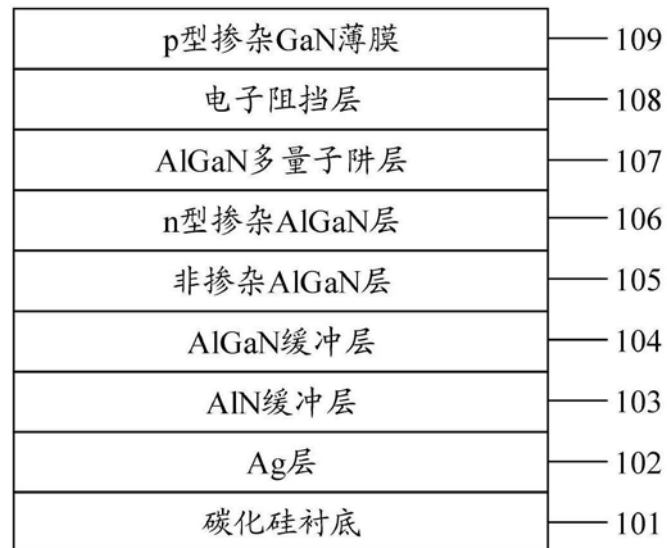 p型掺杂GaN薄膜 109
电子阻挡层 108
AlGaN多量子阱层 107
n型掺杂AlGaN层 106
非掺杂AlGaN层 105
AlGaN缓冲层 104
AlN缓冲层 103
Ag层 102
碳化硅衬底 101